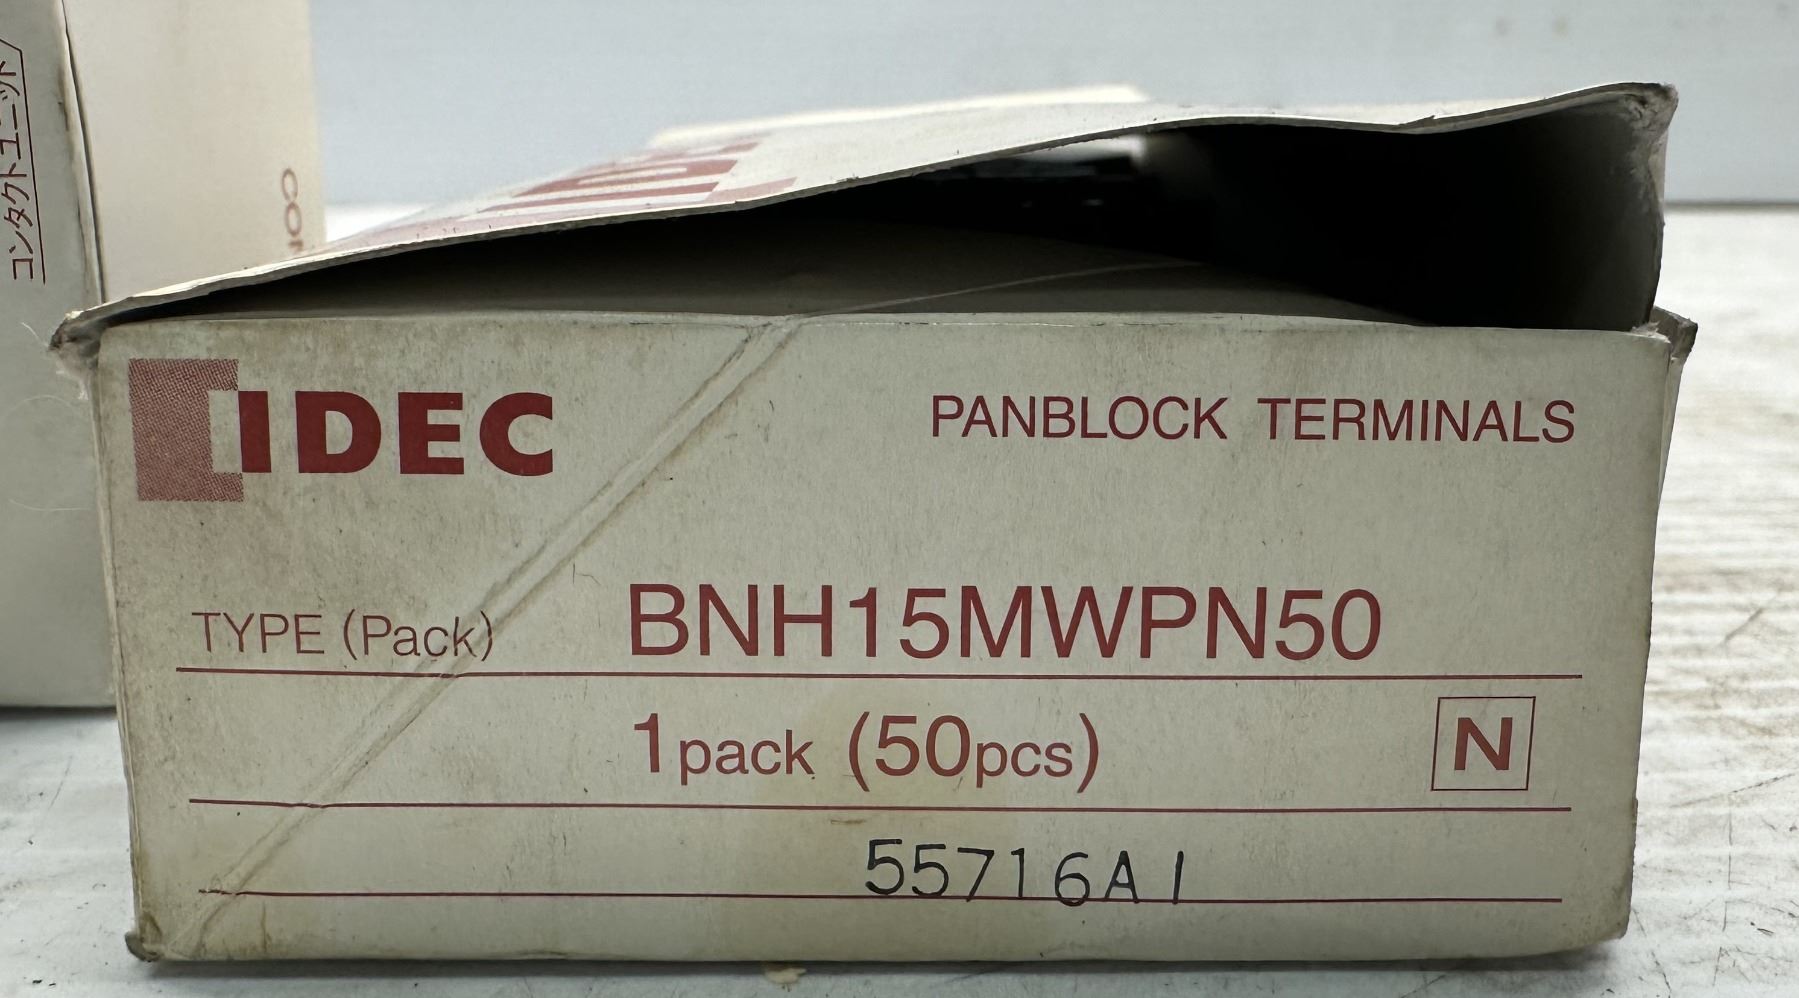 コンタクトユニット
IDEC
PANBLOCK TERMINALS
TYPE (Pack) BNH15MWPN50
1pack (50pcs) N
55716A1